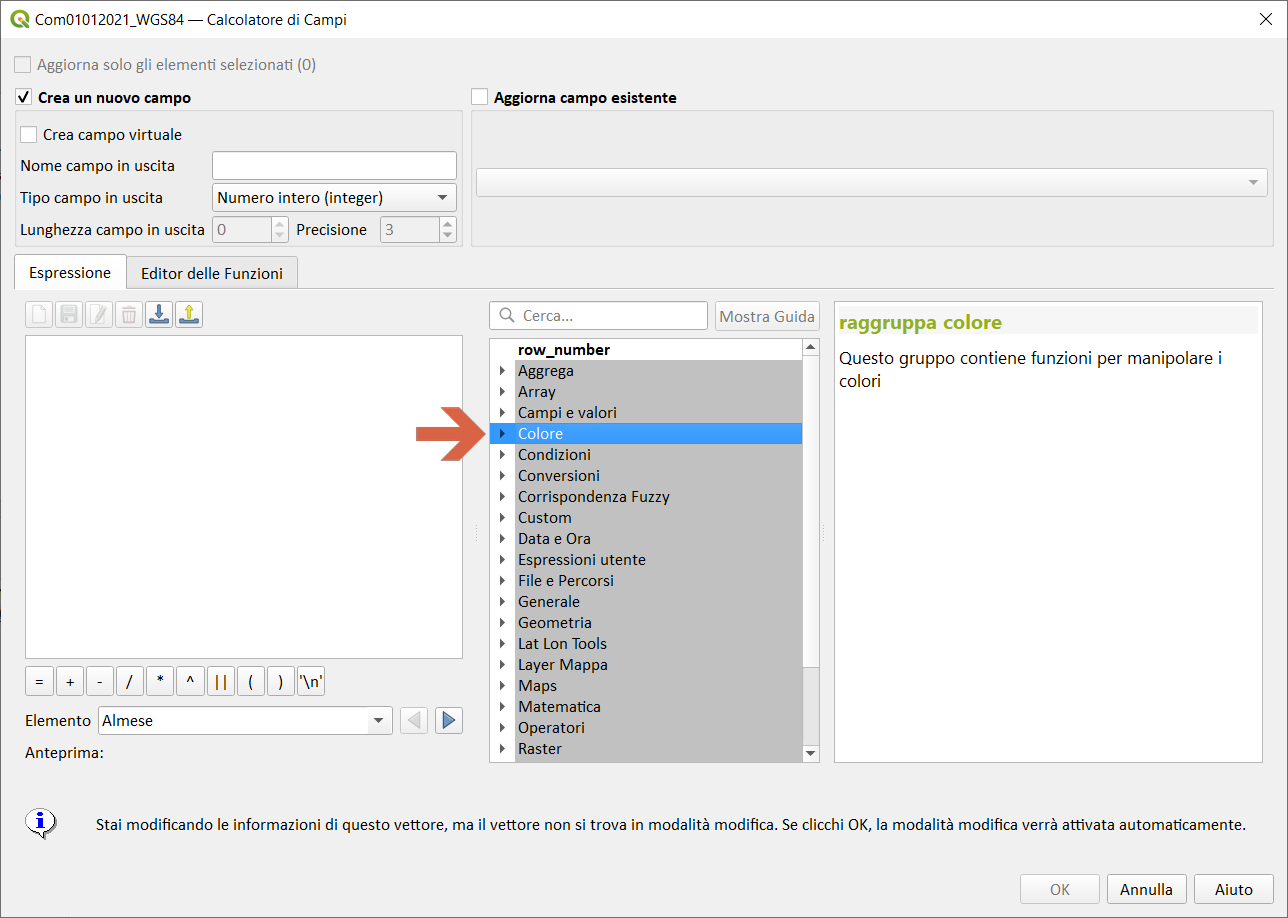 Com01012021_WGS84 — Calcolatore di Campi
Aggiorna solo gli elementi selezionati (0)
Crea un nuovo campo
Aggiorna campo esistente
Crea campo virtuale
Nome campo in uscita
Tipo campo in uscita Numero intero (integer)
Lunghezza campo in uscita 0 Precisione 3
Espressione Editor delle Funzioni
Cerca... Mostra Guida
row_number
Aggrega
Array
Campi e valori
Colore
Condizioni
Conversioni
Corrispondenza Fuzzy
Custom
Data e Ora
Espressioni utente
File e Percorsi
Generale
Geometria
Lat Lon Tools
Layer Mappa
Maps
Matematica
Operatori
Raster
raggruppa colore
Questo gruppo contiene funzioni per manipolare i
colori
= + - / * ^ || ( ) '\n'
Elemento Almese
Anteprima:
Stai modificando le informazioni di questo vettore, ma il vettore non si trova in modalità modifica. Se clicchi OK, la modalità modifica verrà attivata automaticamente.
OK Annulla Aiuto